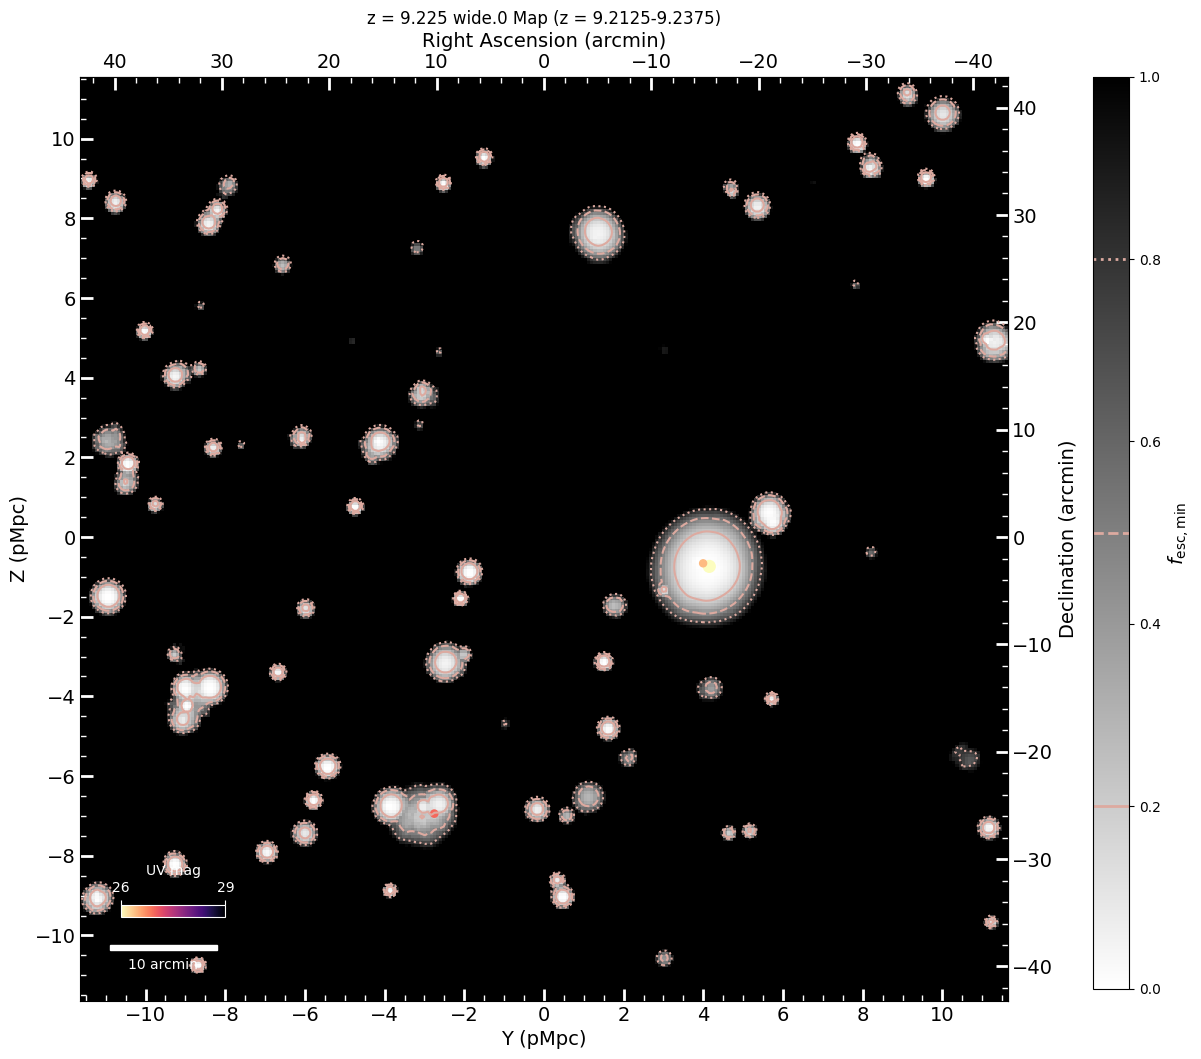 z = 9.225 wide.0 Map (z = 9.2125-9.2375)
Right Ascension (arcmin)
40 30 20 10 0 −10 −20 −30 −40
10
8
6
4
2
0
−2
−4
−6
−8
−10
Z (pMpc)
UV mag
26 29
10 arcmin
−10 −8 −6 −4 −2 0 2 4 6 8 10
Y (pMpc)
40
30
20
10
0
−10
−20
−30
−40
Declination (arcmin)
1.0
0.8
0.6
0.4
0.2
0.0
fesc, min